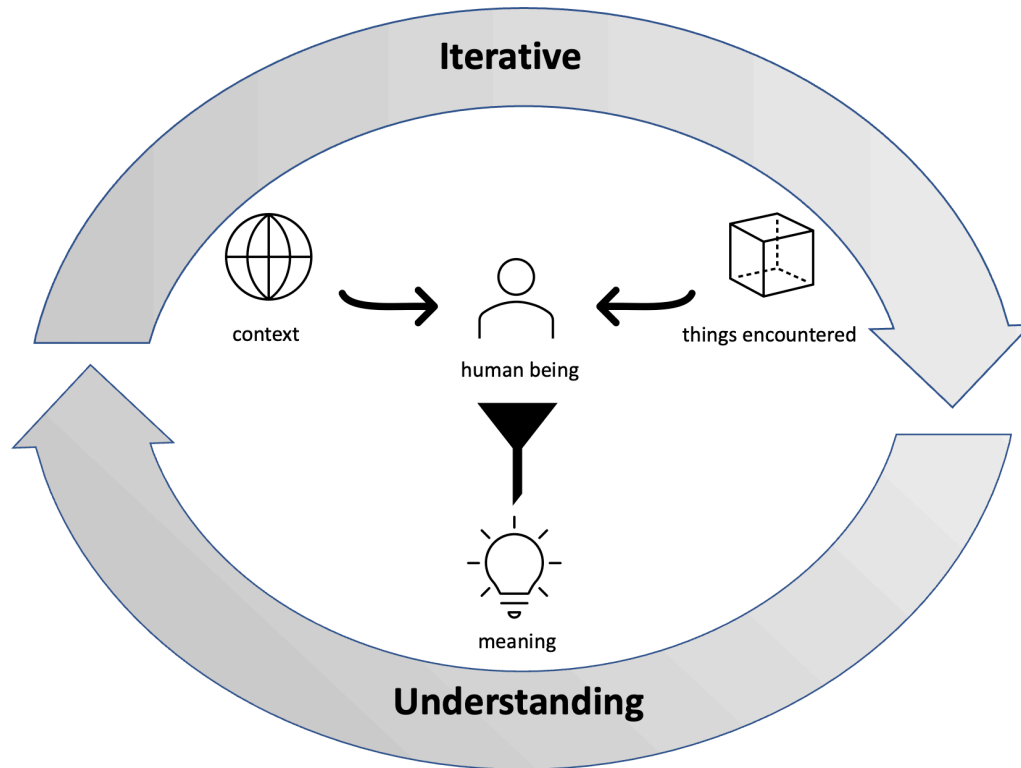 Iterative
context
things encountered
human being
meaning
Understanding